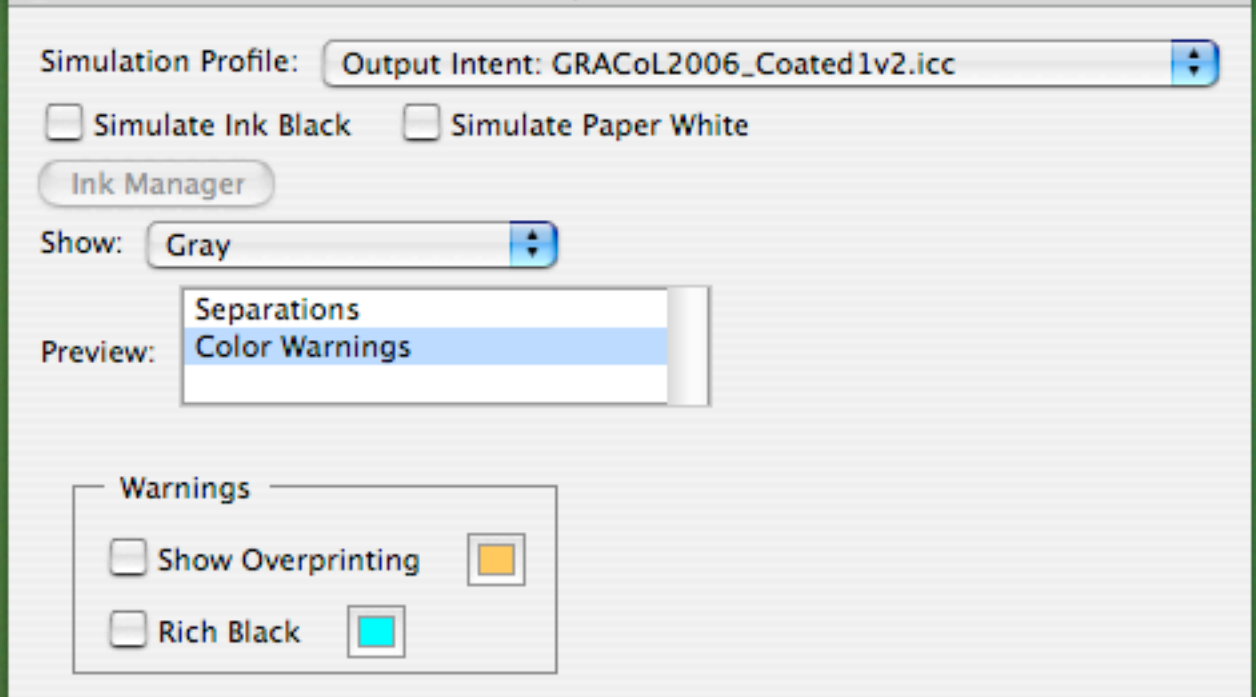 Simulation Profile: Output Intent: GRACoL2006_Coated1v2.icc
Simulate Ink Black Simulate Paper White
Ink Manager
Show: Gray
Separations
Preview: Color Warnings
Warnings
Show Overprinting
Rich Black